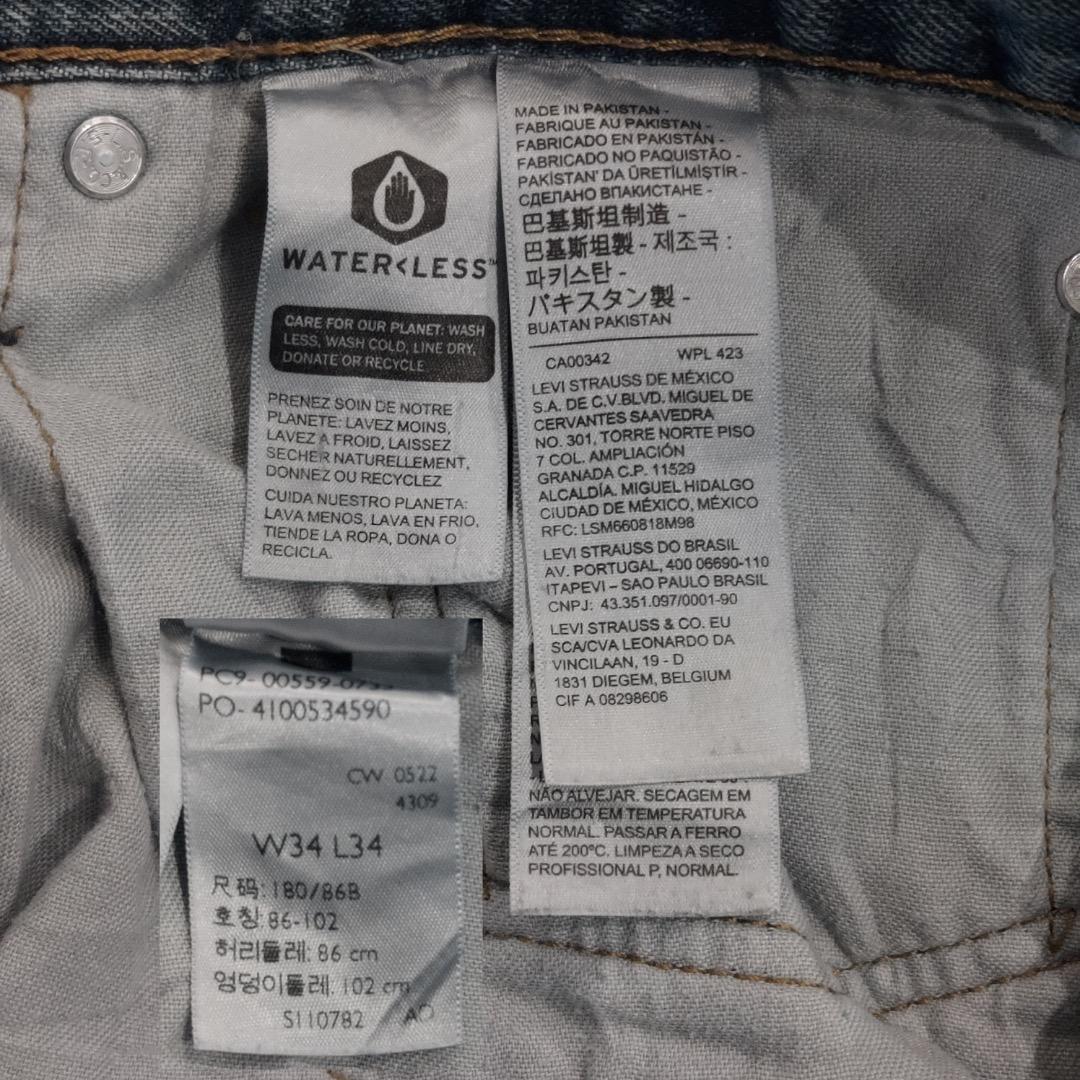 WATER<LESS™
CARE FOR OUR PLANET: WASH
LESS, WASH COLD, LINE DRY,
DONATE OR RECYCLE
PRENEZ SOIN DE NOTRE
PLANETE: LAVEZ MOINS,
LAVEZ A FROID, LAISSEZ
SECHER NATURELLEMENT,
DONNEZ OU RECYCLEZ
CUIDA NUESTRO PLANETA:
LAVA MENOS, LAVA EN FRIO,
TIENDE LA ROPA, DONA O
RECICLA.
MADE IN PAKISTAN -
FABRIQUE AU PAKISTAN -
FABRICADO EN PAKISTÁN -
FABRICADO NO PAQUISTÃO -
PAKİSTAN' DA ÜRETİLMİŞTİR -
СДЕЛАНО ВПАКИСТАНЕ -
巴基斯坦制造 -
巴基斯坦製 - 제조국 :
파키스탄 -
パキスタン製 -
BUATAN PAKISTAN
CA00342 WPL 423
LEVI STRAUSS DE MÉXICO
S.A. DE C.V.BLVD. MIGUEL DE
CERVANTES SAAVEDRA
NO. 301, TORRE NORTE PISO
7 COL. AMPLIACIÓN
GRANADA C.P. 11529
ALCALDÍA. MIGUEL HIDALGO
CIUDAD DE MÉXICO, MÉXICO
RFC: LSM660818M98
LEVI STRAUSS DO BRASIL
AV. PORTUGAL, 400 06690-110
ITAPEVI – SAO PAULO BRASIL
CNPJ: 43.351.097/0001-90
LEVI STRAUSS & CO. EU
SCA/CVA LEONARDO DA
VINCILAAN, 19 - D
1831 DIEGEM, BELGIUM
CIF A 08298606
NÃO ALVEJAR. SECAGEM EM
TAMBOR EM TEMPERATURA
NORMAL. PASSAR A FERRO
ATÉ 200ºC. LIMPEZA A SECO
PROFISSIONAL P, NORMAL.
PO- 4100534590
CW 0522
4309
W34 L34
尺码: 180/86B
호칭: 86-102
허리둘레: 86 cm
엉덩이둘레: 102 cm
S110782 AO